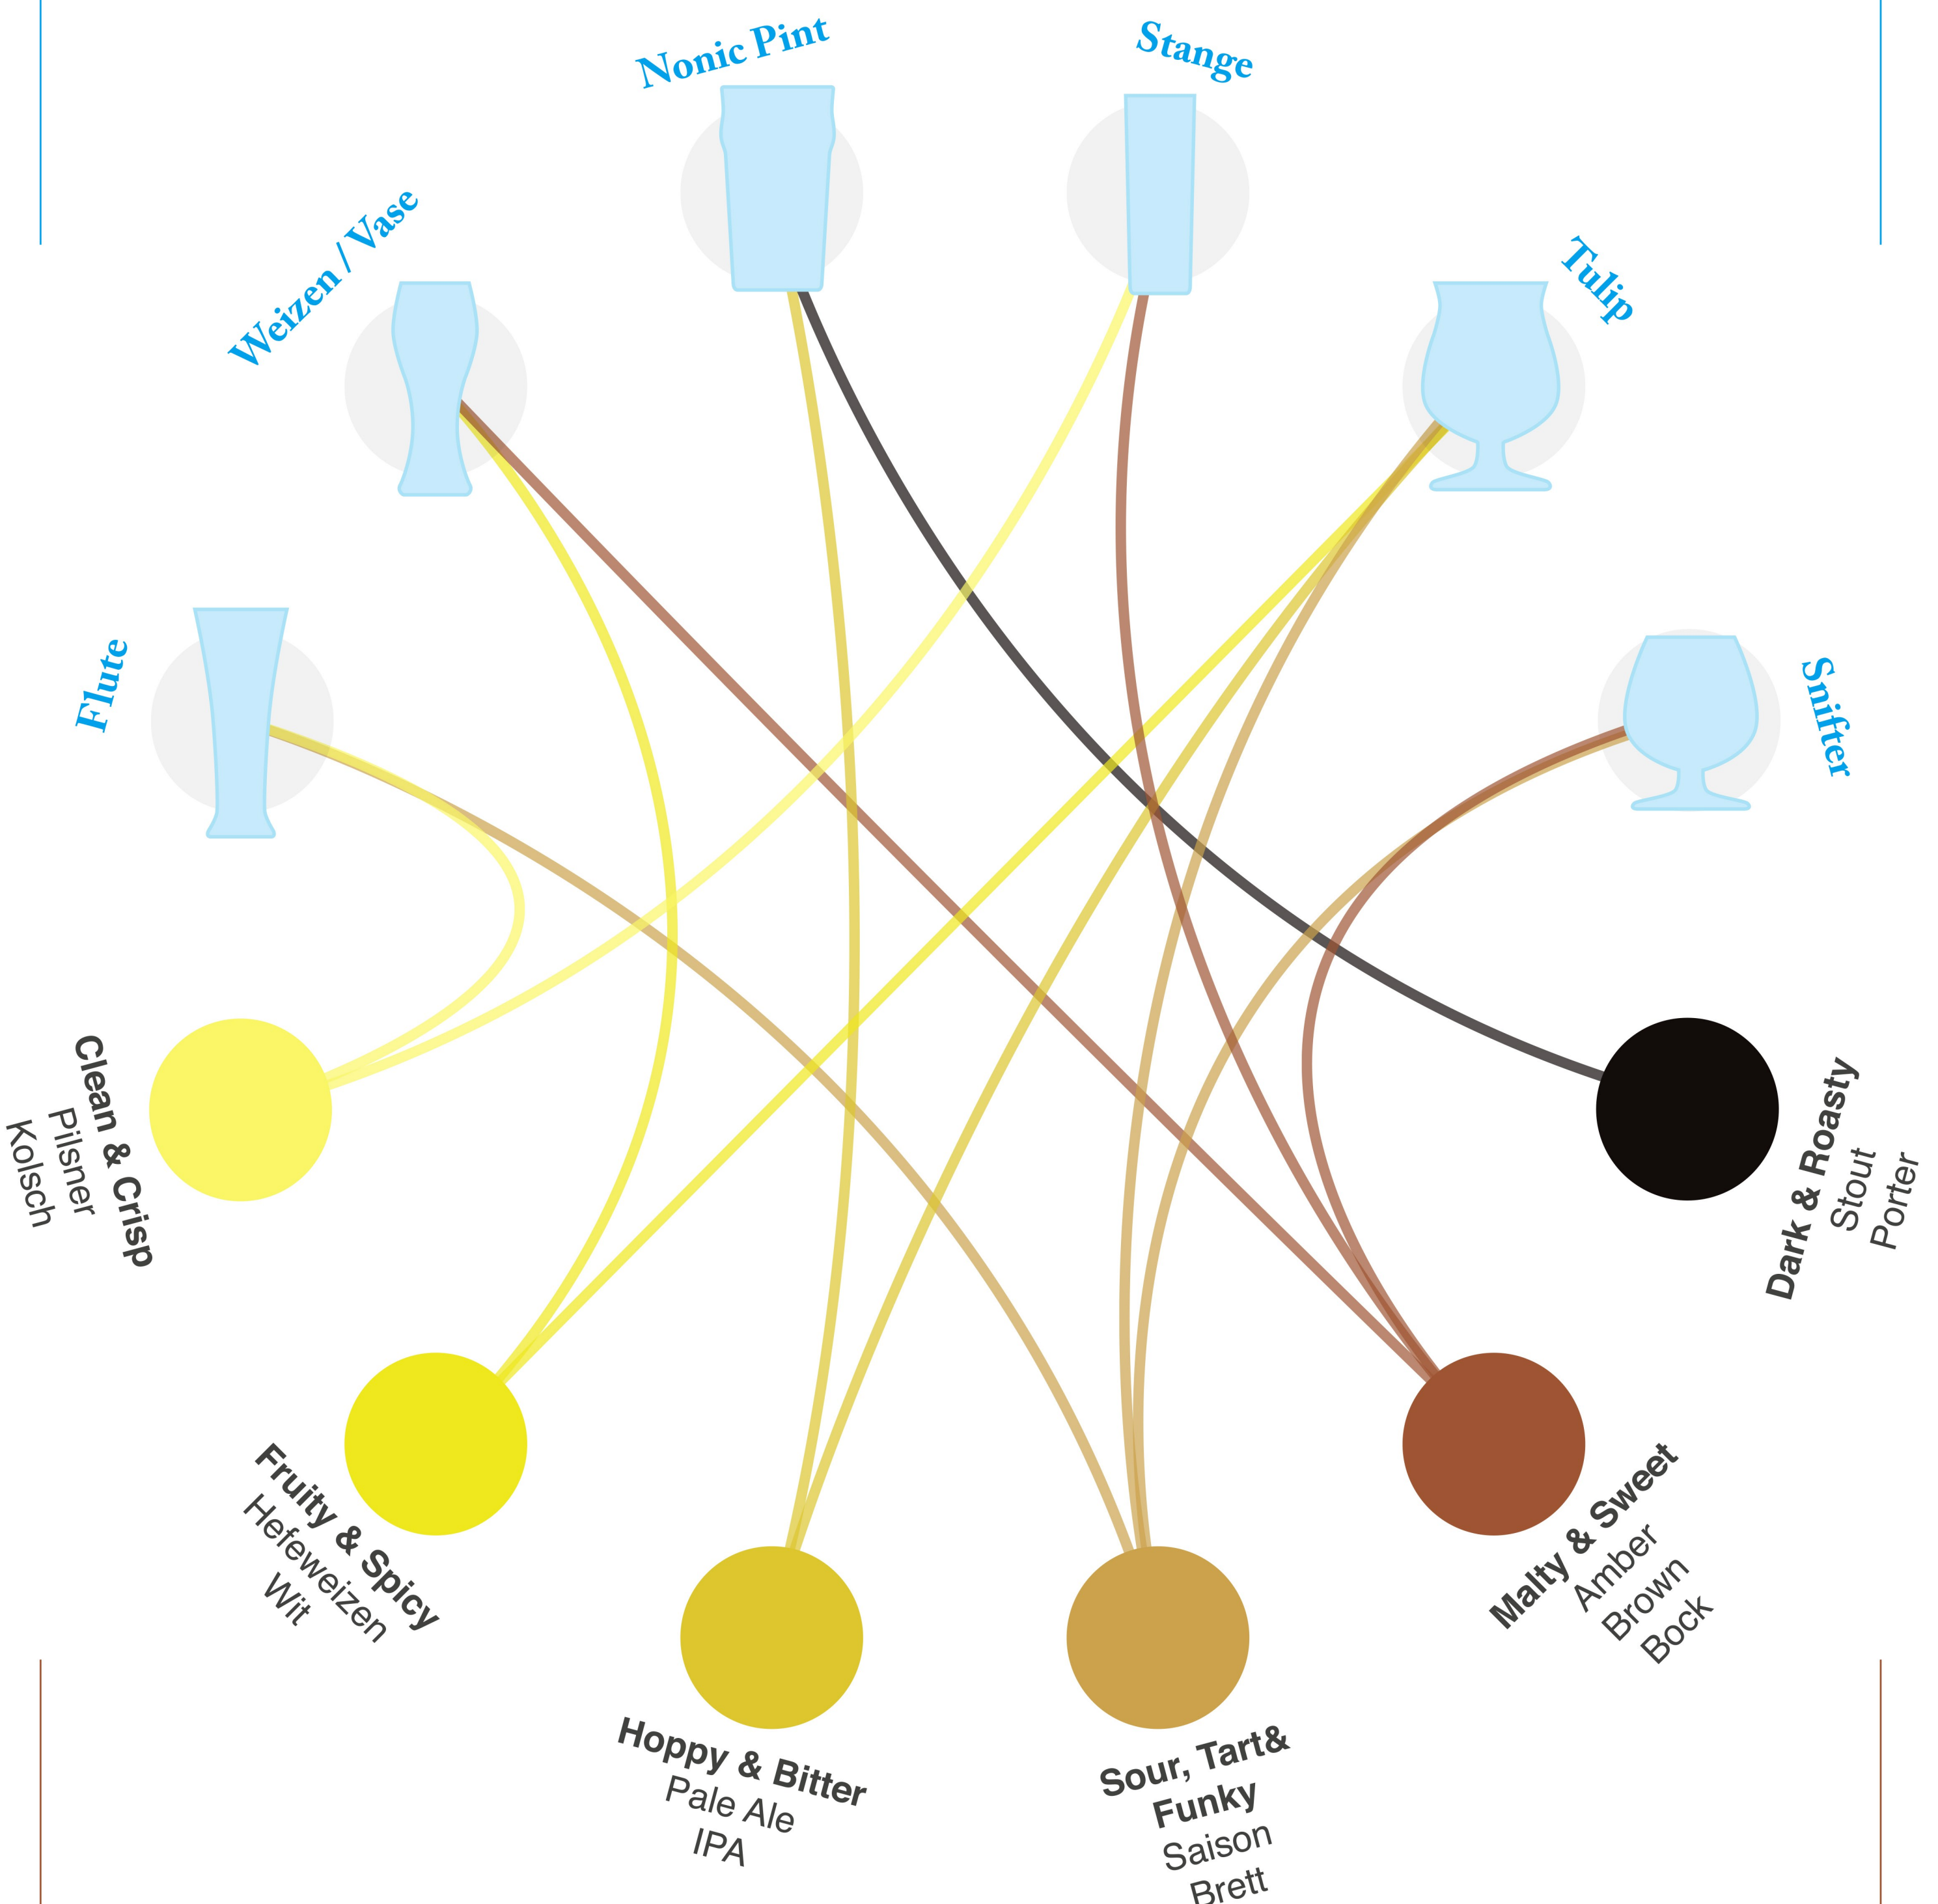 Nonic Pint
Stange
Weizen / Vase
Tulip
Flute
Snifter
Clean & Crisp
Pilsner
Kolsch
Dark & Roasty
Stout
Porter
Fruity & Spicy
Hefeweizen
Wit
Malty & Sweet
Amber
Brown
Bock
Hoppy & Bitter
Pale Ale
IPA
Sour, Tart&
Funky
Saison
Brett